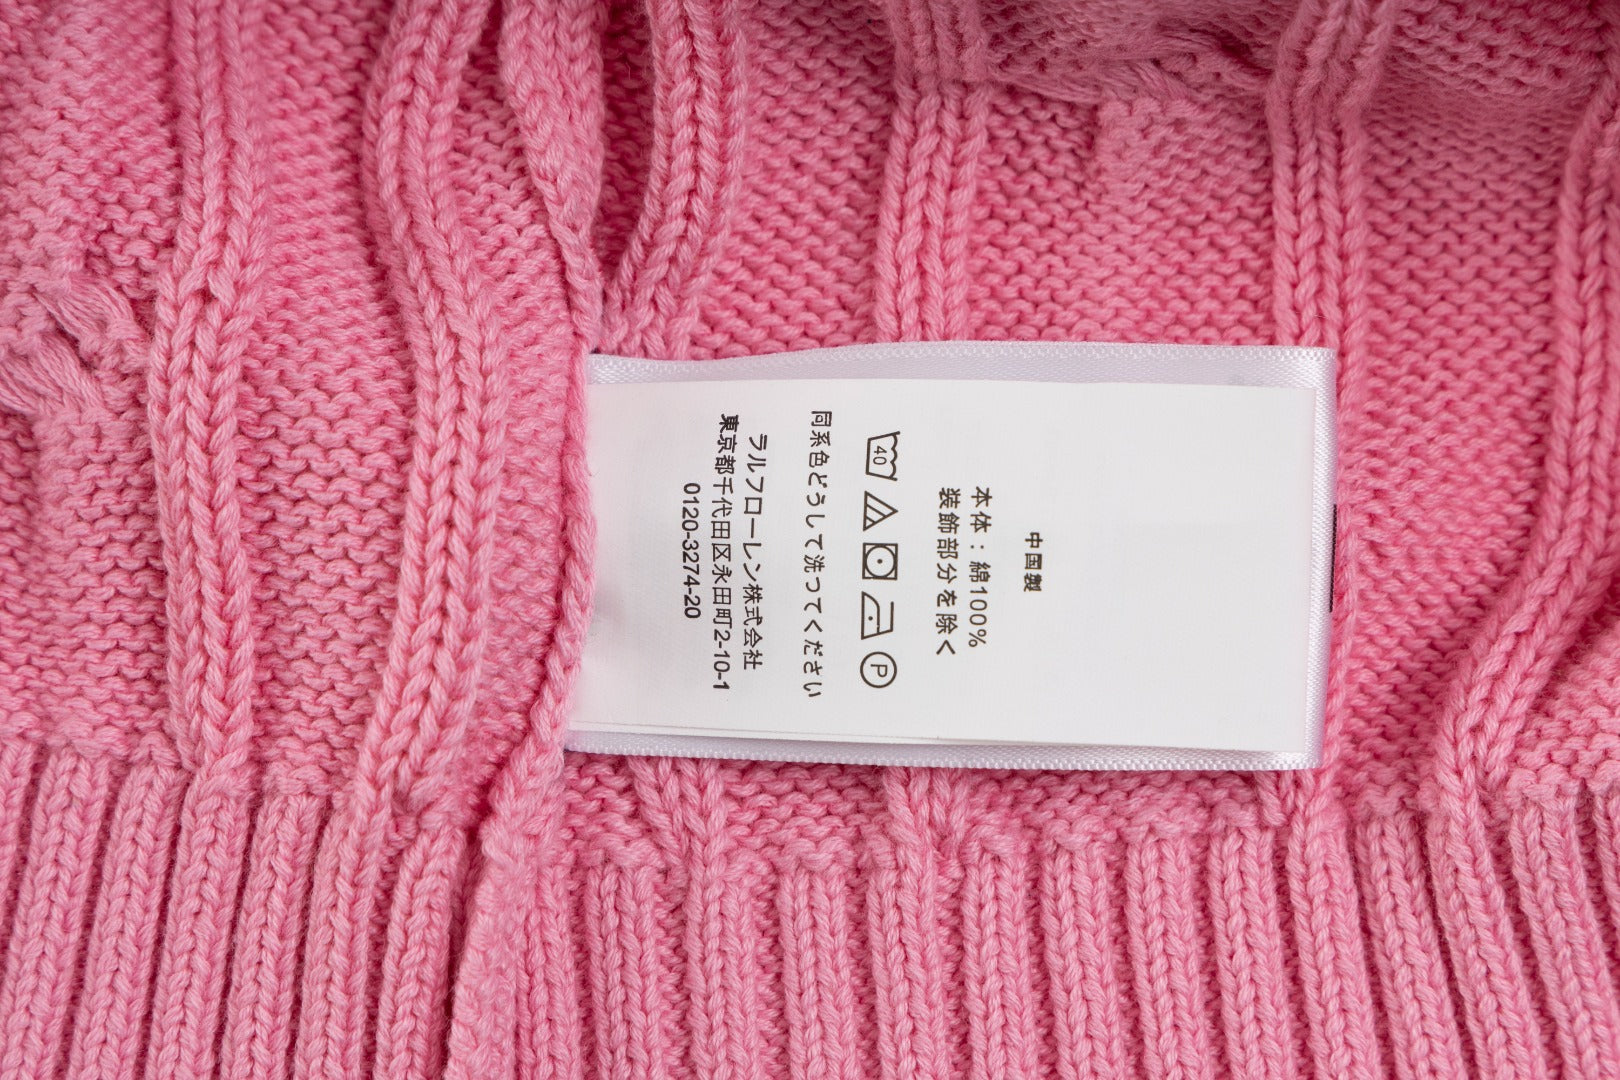 中国製
本体：綿100%
装飾部分を除く
40
P
同系色どうしで洗ってください
ラルフローレン株式会社
東京都千代田区永田町2-10-1
0120-3274-20